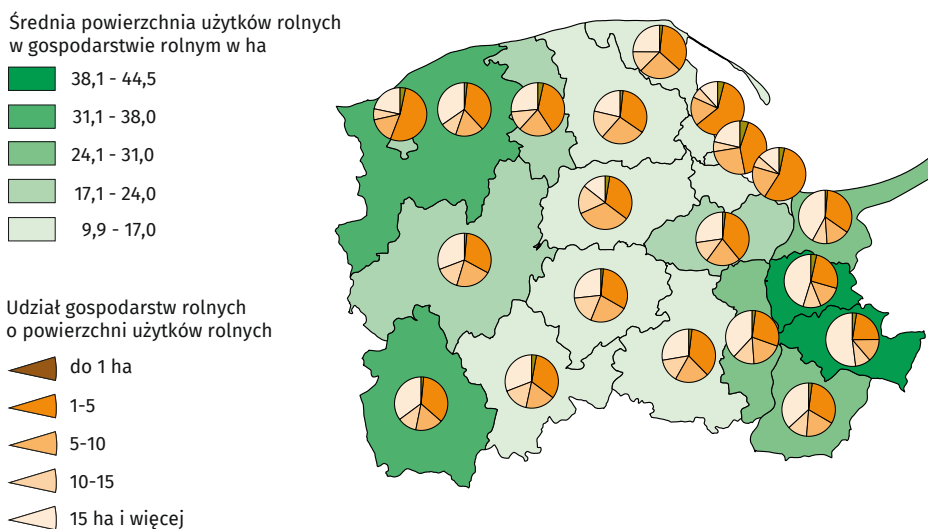 Średnia powierzchnia użytków rolnych
w gospodarstwie rolnym w ha
38,1 - 44,5
31,1 - 38,0
24,1 - 31,0
17,1 - 24,0
9,9 - 17,0
Udział gospodarstw rolnych
o powierzchni użytków rolnych
do 1 ha
1-5
5-10
10-15
15 ha i więcej